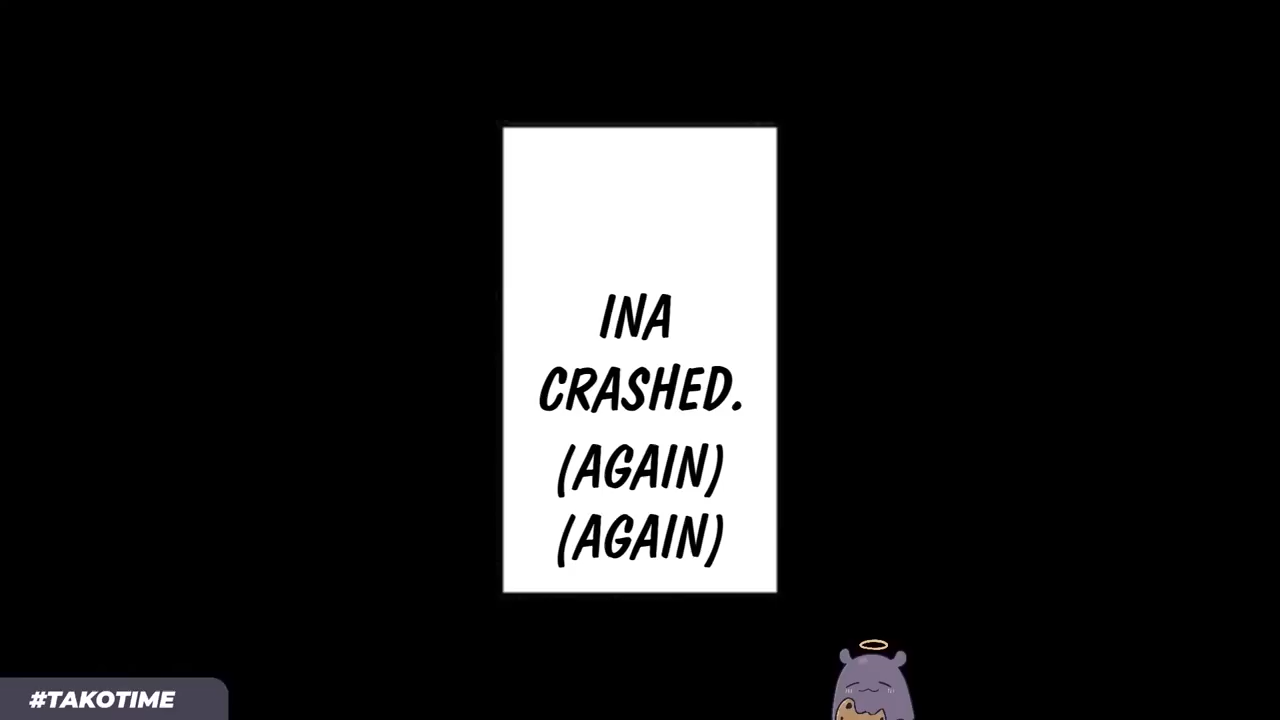 INA
CRASHED.
(AGAIN)
(AGAIN)
#TAKOTIME